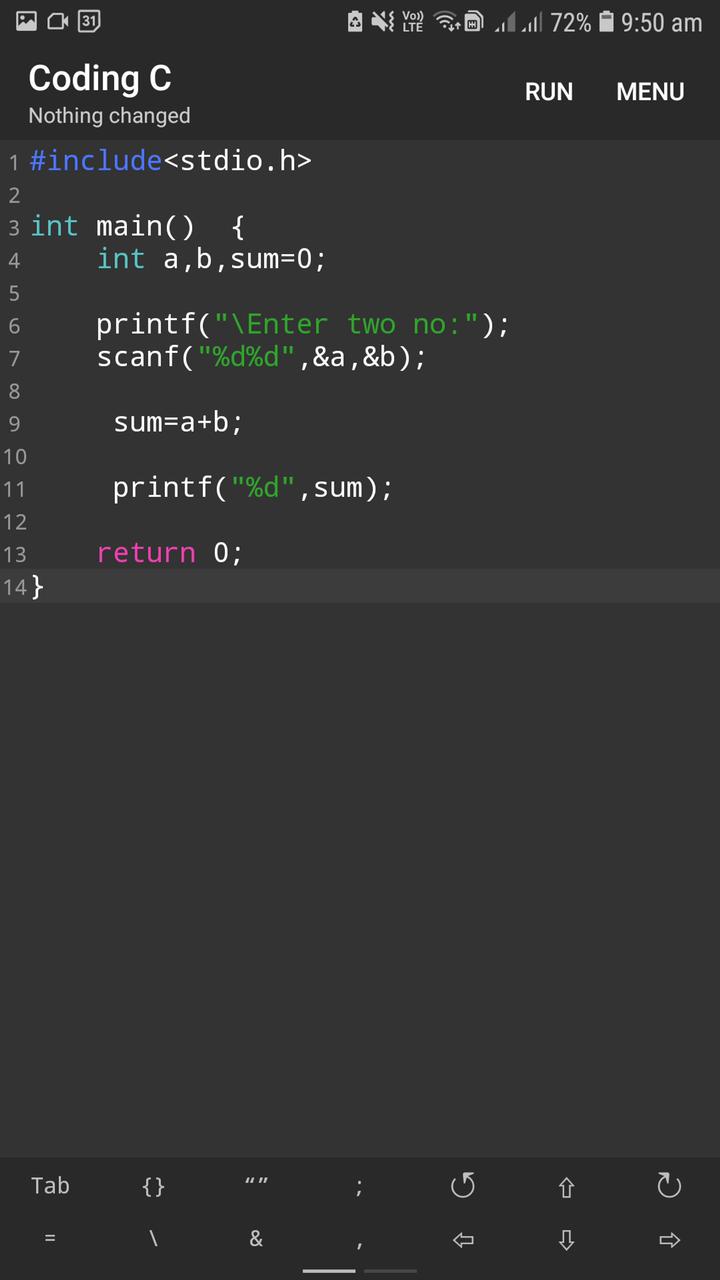 31 Vo)) LTE 72% 9:50 am
Coding C
Nothing changed
RUN MENU
1 #include<stdio.h>
2
3 int main()  {
4     int a,b,sum=0;
5
6     printf("\Enter two no:");
7     scanf("%d%d",&a,&b);
8
9      sum=a+b;
10
11      printf("%d",sum);
12
13     return 0;
14 }
Tab {} “” ;
= \ & ,